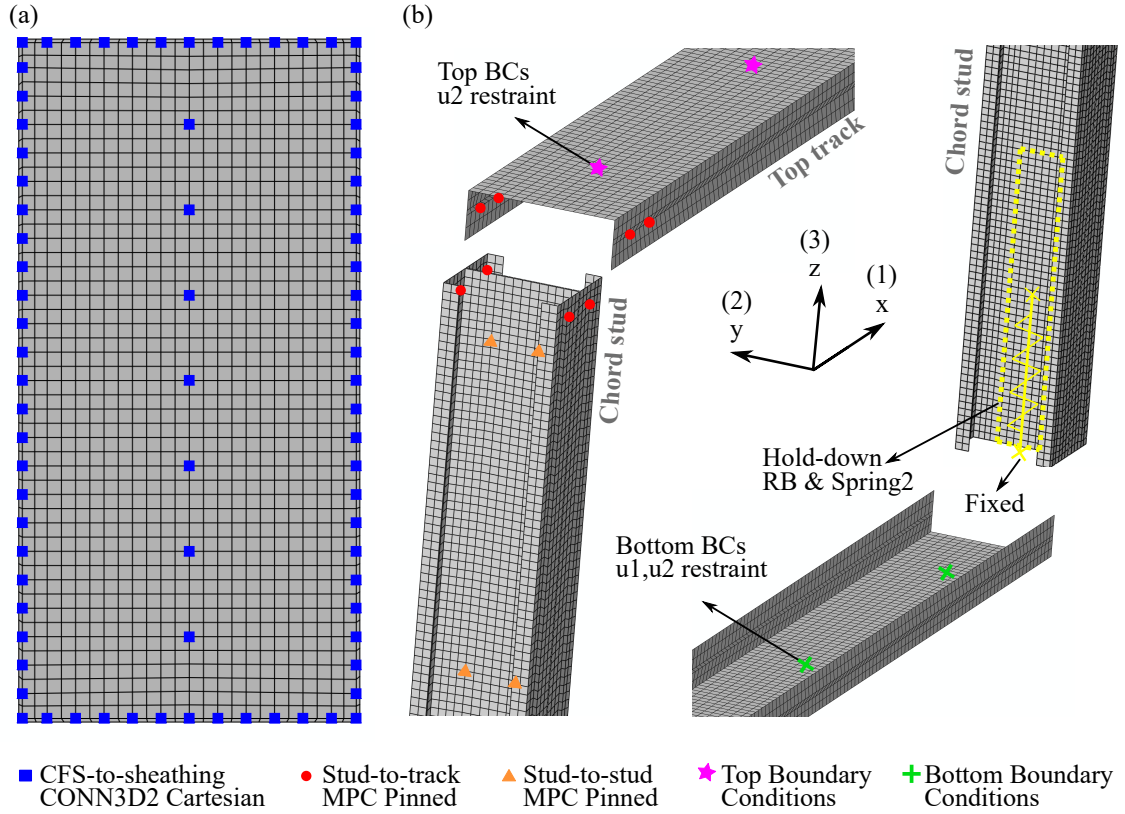 (a)
(b)
Top BCs
u2 restraint
Top track
Chord stud
Chord stud
(3)
z
(1)
x
(2)
y
Hold-down
RB & Spring2
Fixed
Bottom BCs
u1,u2 restraint
CFS-to-sheathing
CONN3D2 Cartesian
Stud-to-track
MPC Pinned
Stud-to-stud
MPC Pinned
Top Boundary
Conditions
Bottom Boundary
Conditions